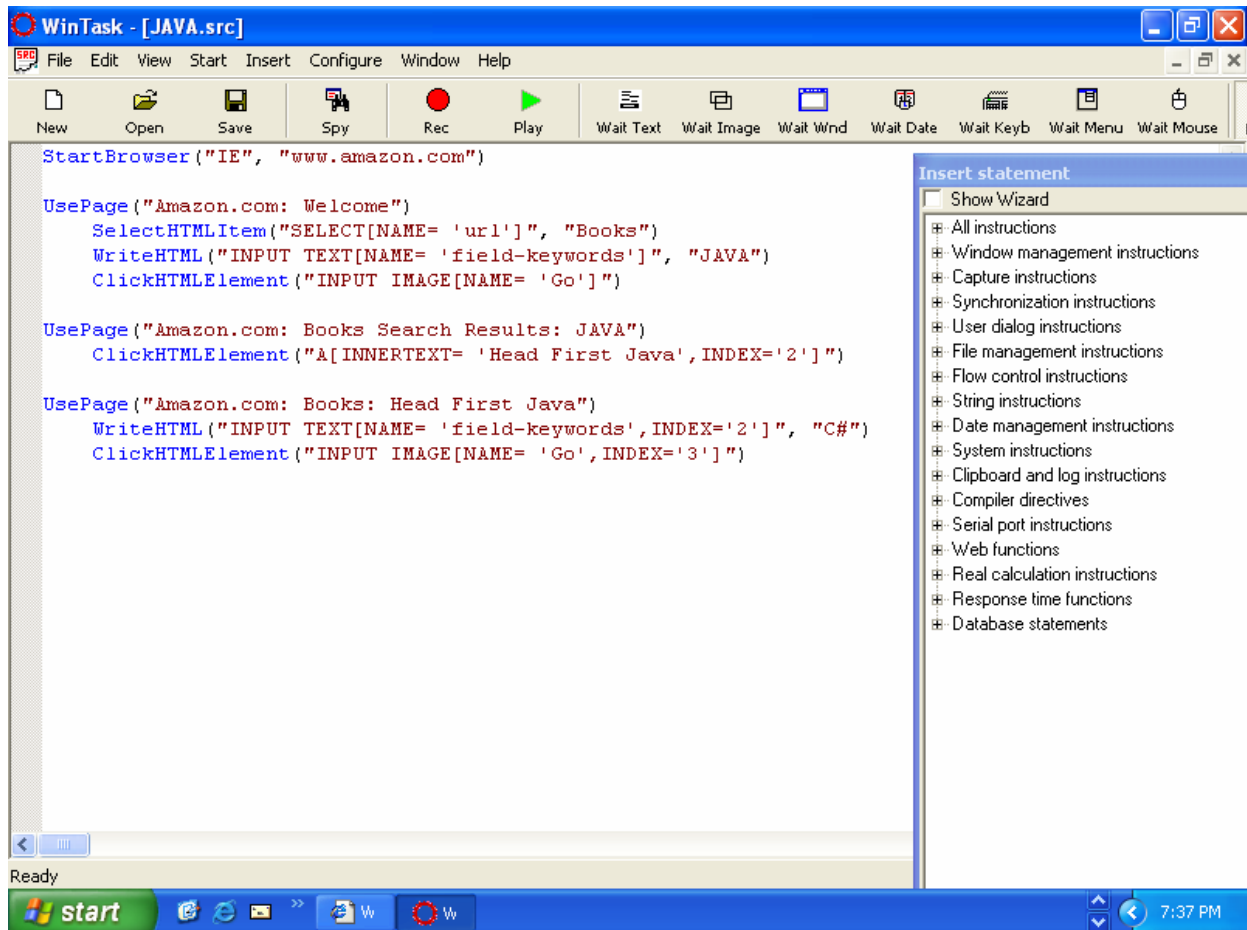 WinTask - [JAVA.src]
SRC File Edit View Start Insert Configure Window Help
New Open Save Spy Rec Play Wait Text Wait Image Wait Wnd Wait Date Wait Keyb Wait Menu Wait Mouse
StartBrowser("IE", "www.amazon.com")
UsePage("Amazon.com: Welcome")
SelectHTMLItem("SELECT[NAME= 'url']", "Books")
WriteHTML("INPUT TEXT[NAME= 'field-keywords']", "JAVA")
ClickHTMLElement("INPUT IMAGE[NAME= 'Go']")
UsePage("Amazon.com: Books Search Results: JAVA")
ClickHTMLElement("A[INNERTEXT= 'Head First Java',INDEX='2']")
UsePage("Amazon.com: Books: Head First Java")
WriteHTML("INPUT TEXT[NAME= 'field-keywords',INDEX='2']", "C#")
ClickHTMLElement("INPUT IMAGE[NAME= 'Go',INDEX='3']")
Insert statement
Show Wizard
All instructions
Window management instructions
Capture instructions
Synchronization instructions
User dialog instructions
File management instructions
Flow control instructions
String instructions
Date management instructions
System instructions
Clipboard and log instructions
Compiler directives
Serial port instructions
Web functions
Real calculation instructions
Response time functions
Database statements
Ready
start W W 7:37 PM